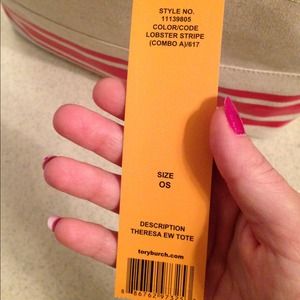 STYLE NO.
11139805
COLOR/CODE
LOBSTER STRIPE
(COMBO A)/617
SIZE
OS
DESCRIPTION
THERESA EW TOTE
toryburch.com